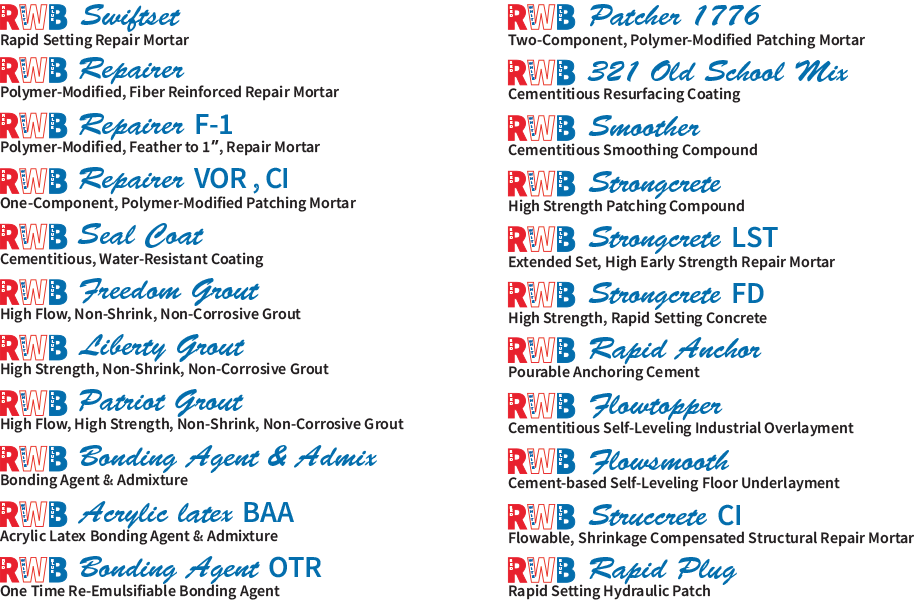 RWB Swiftset
Rapid Setting Repair Mortar
RWB Repairer
Polymer-Modified, Fiber Reinforced Repair Mortar
RWB Repairer F-1
Polymer-Modified, Feather to 1″, Repair Mortar
RWB Repairer VOR , CI
One-Component, Polymer-Modified Patching Mortar
RWB Seal Coat
Cementitious, Water-Resistant Coating
RWB Freedom Grout
High Flow, Non-Shrink, Non-Corrosive Grout
RWB Liberty Grout
High Strength, Non-Shrink, Non-Corrosive Grout
RWB Patriot Grout
High Flow, High Strength, Non-Shrink, Non-Corrosive Grout
RWB Bonding Agent & Admix
Bonding Agent & Admixture
RWB Acrylic latex BAA
Acrylic Latex Bonding Agent & Admixture
RWB Bonding Agent OTR
One Time Re-Emulsifiable Bonding Agent
RWB Patcher 1776
Two-Component, Polymer-Modified Patching Mortar
RWB 321 Old School Mix
Cementitious Resurfacing Coating
RWB Smoother
Cementitious Smoothing Compound
RWB Strongcrete
High Strength Patching Compound
RWB Strongcrete LST
Extended Set, High Early Strength Repair Mortar
RWB Strongcrete FD
High Strength, Rapid Setting Concrete
RWB Rapid Anchor
Pourable Anchoring Cement
RWB Flowtopper
Cementitious Self-Leveling Industrial Overlayment
RWB Flowsmooth
Cement-based Self-Leveling Floor Underlayment
RWB Struccrete CI
Flowable, Shrinkage Compensated Structural Repair Mortar
RWB Rapid Plug
Rapid Setting Hydraulic Patch